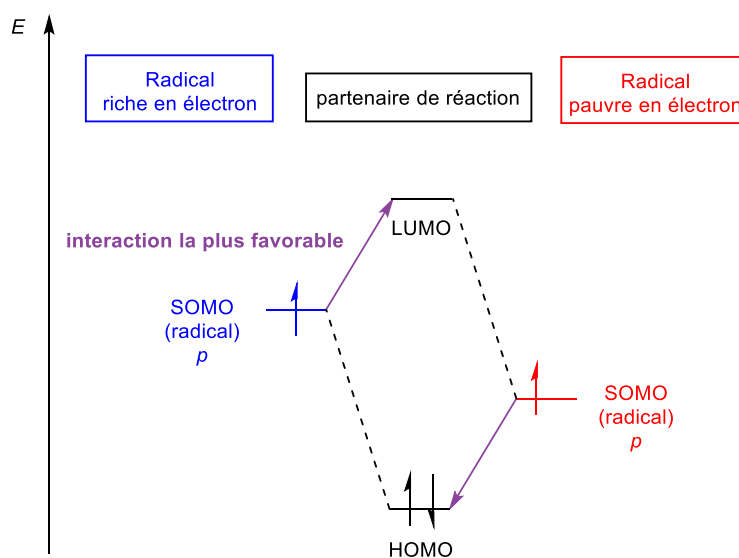 E
Radical
riche en électron
partenaire de réaction
Radical
pauvre en électron
interaction la plus favorable
LUMO
SOMO
(radical)
p
SOMO
(radical)
p
HOMO